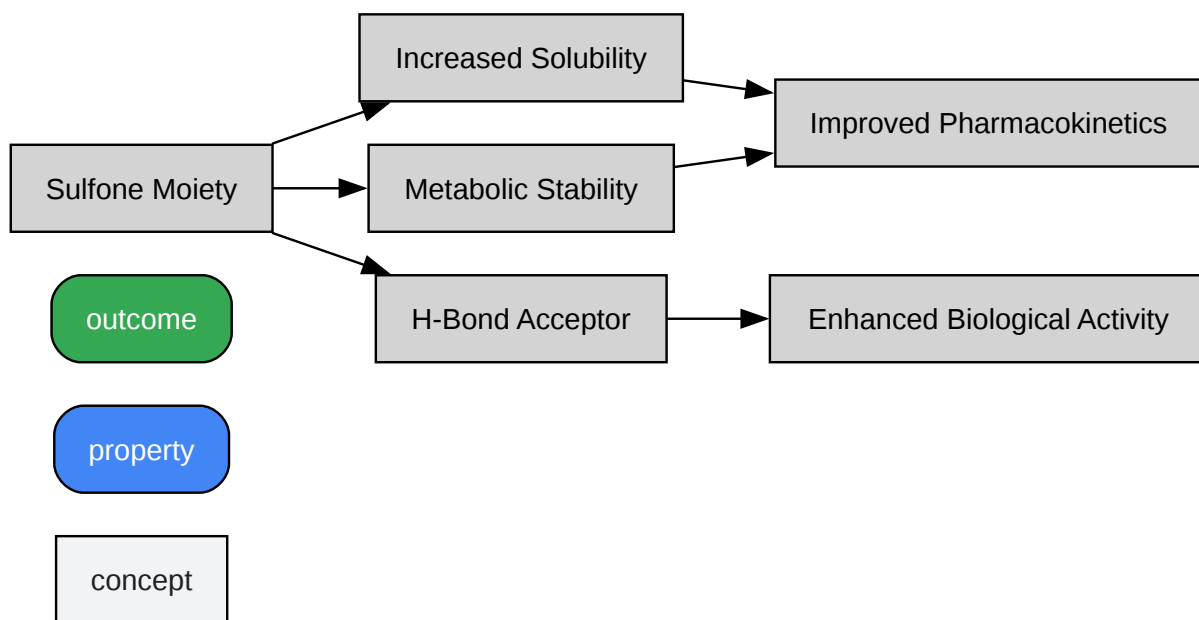 Increased Solubility
Improved Pharmacokinetics
Sulfone Moiety
Metabolic Stability
H-Bond Acceptor
Enhanced Biological Activity
outcome
property
concept